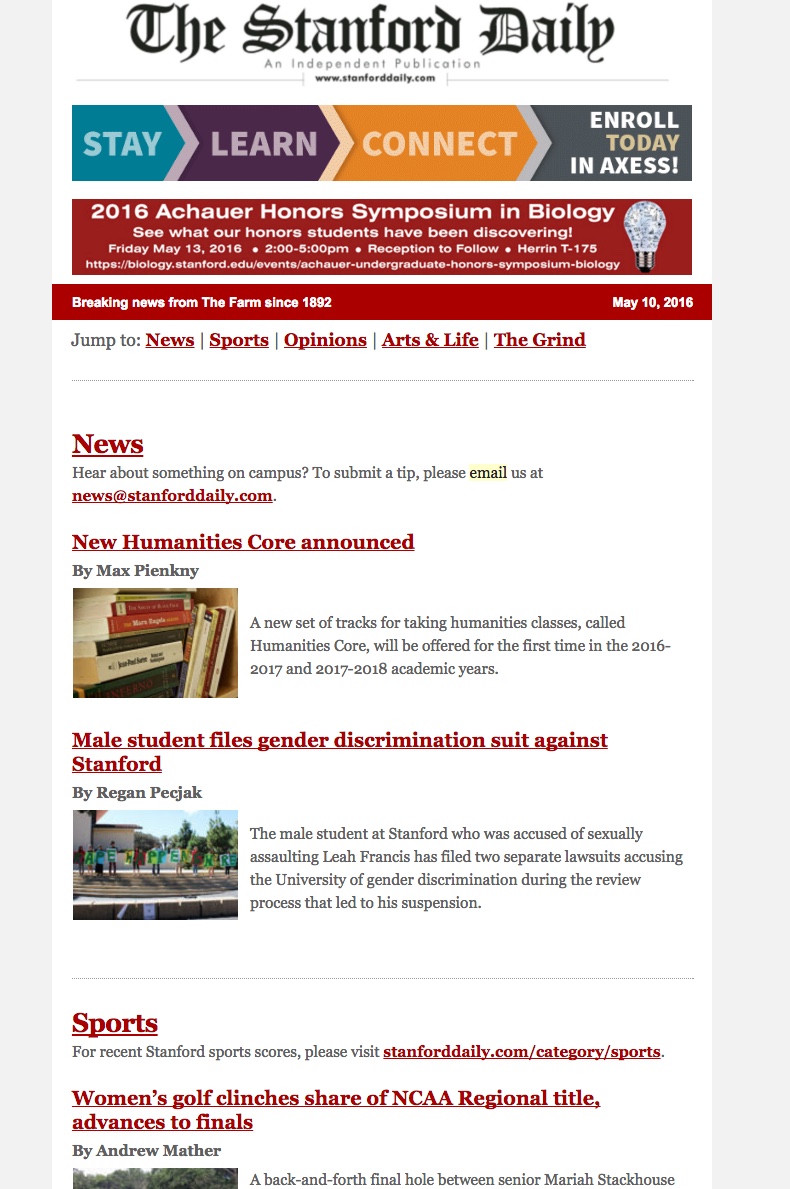 The Stanford Daily
An Independent Publication
www.stanforddaily.com
STAY LEARN CONNECT ENROLL
TODAY
IN AXESS!
2016 Achauer Honors Symposium in Biology
See what our honors students have been discovering!
Friday May 13, 2016 • 2:00-5:00pm • Reception to Follow • Herrin T-175
https://biology.stanford.edu/events/achauer-undergraduate-honors-symposium-biology
Breaking news from The Farm since 1892 May 10, 2016
Jump to: News | Sports | Opinions | Arts & Life | The Grind
News
Hear about something on campus? To submit a tip, please email us at
news@stanforddaily.com.
New Humanities Core announced
By Max Pienkny
Marx Engels
Jean-Paul Sartre
INFERNO
A new set of tracks for taking humanities classes, called
Humanities Core, will be offered for the first time in the 2016-
2017 and 2017-2018 academic years.
Male student files gender discrimination suit against
Stanford
By Regan Pecjak
The male student at Stanford who was accused of sexually
assaulting Leah Francis has filed two separate lawsuits accusing
the University of gender discrimination during the review
process that led to his suspension.
Sports
For recent Stanford sports scores, please visit stanforddaily.com/category/sports.
Women's golf clinches share of NCAA Regional title,
advances to finals
By Andrew Mather
A back-and-forth final hole between senior Mariah Stackhouse